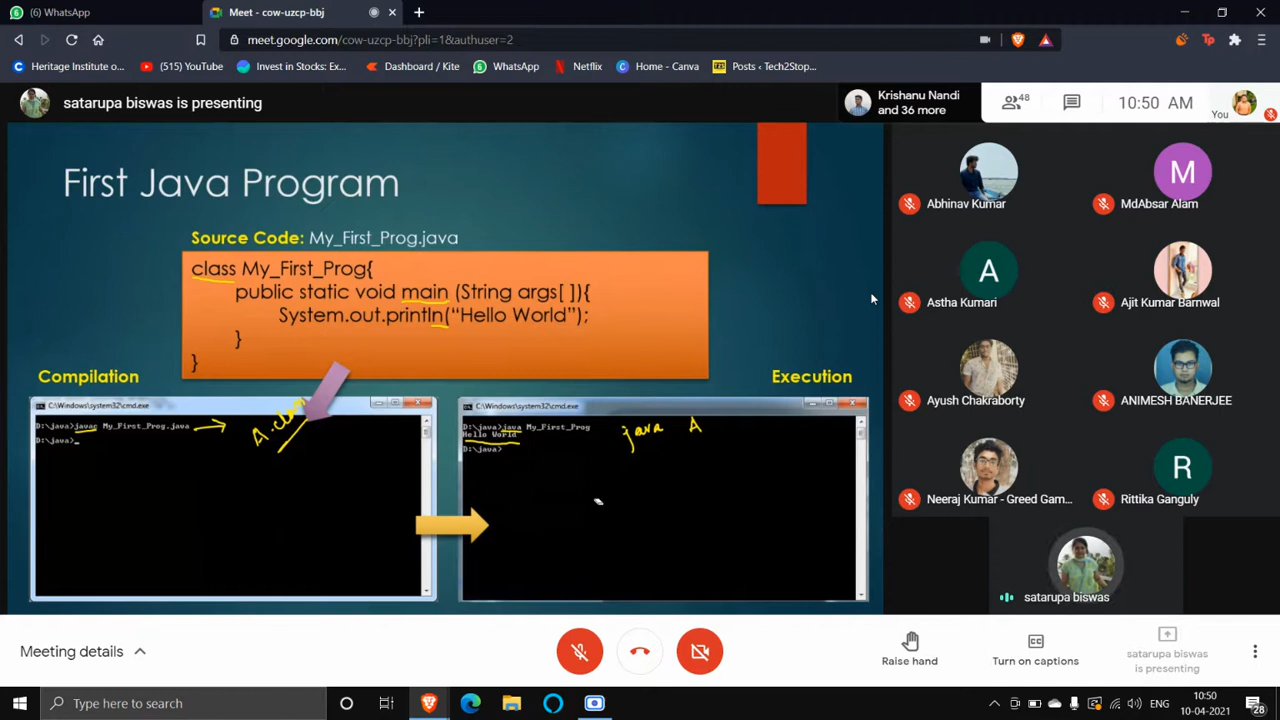 (6) WhatsApp
Meet - cow-uzcp-bbj
meet.google.com/cow-uzcp-bbj?pli=1&authuser=2
Heritage Institute o...
(515) YouTube
Invest in Stocks: Ex...
Dashboard / Kite
WhatsApp
Netflix
Home - Canva
Posts ‹ Tech2Stop...
satarupa biswas is presenting
Krishanu Nandi
and 36 more
48
10:50 AM
You
First Java Program
Source Code: My_First_Prog.java
class My_First_Prog{
public static void main (String args[ ]){
System.out.println(“Hello World”);
}
}
Compilation
Execution
C:\Windows\system32\cmd.exe
D:\java>javac My_First_Prog.java
A.class
D:\java>
C:\Windows\system32\cmd.exe
D:\java>java My_First_Prog
java A
Hello World
D:\java>
Abhinav Kumar
M
MdAbsar Alam
A
Astha Kumari
Ajit Kumar Barnwal
Ayush Chakraborty
ANIMESH BANERJEE
Neeraj Kumar - Greed Gam...
R
Rittika Ganguly
satarupa biswas
Meeting details
Raise hand
Turn on captions
satarupa biswas
is presenting
Type here to search
ENG
10:50
10-04-2021
28